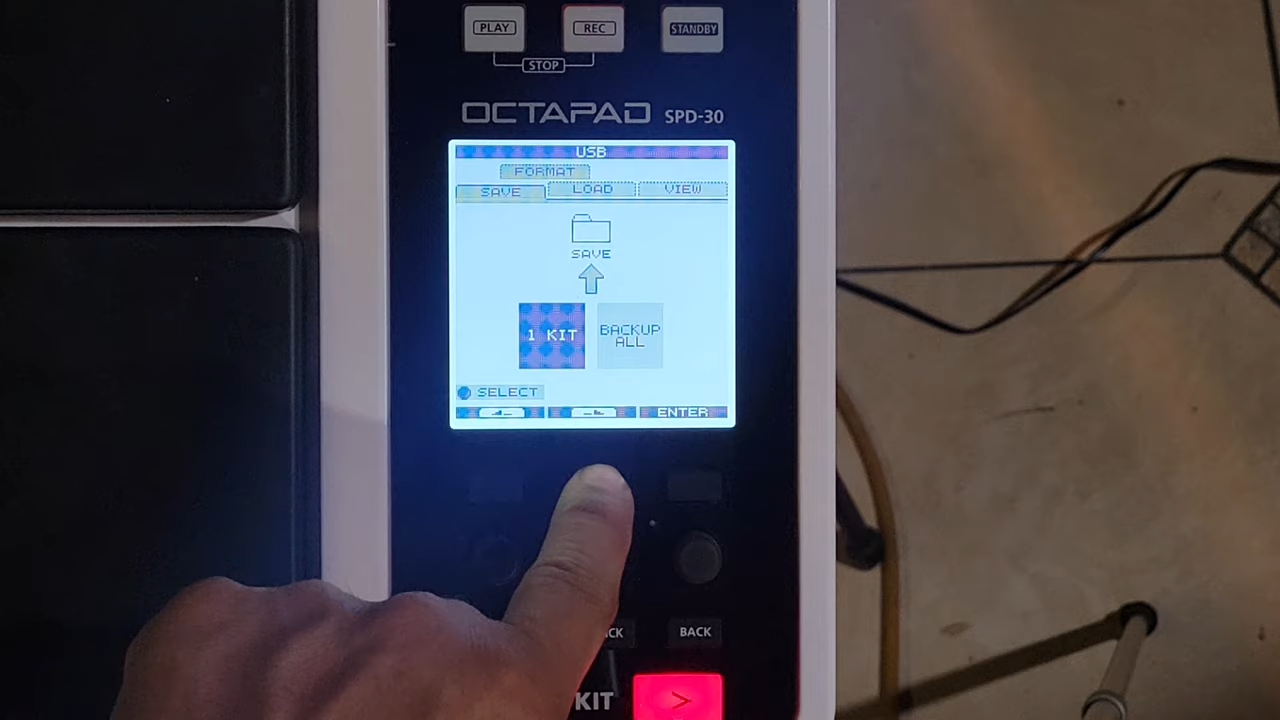 PLAY REC STANDBY
STOP
OCTAPAD SPD-30
USB
FORMAT
SAVE LOAD VIEW
SAVE
1 KIT BACKUP ALL
SELECT
ENTER
BACK
KIT >